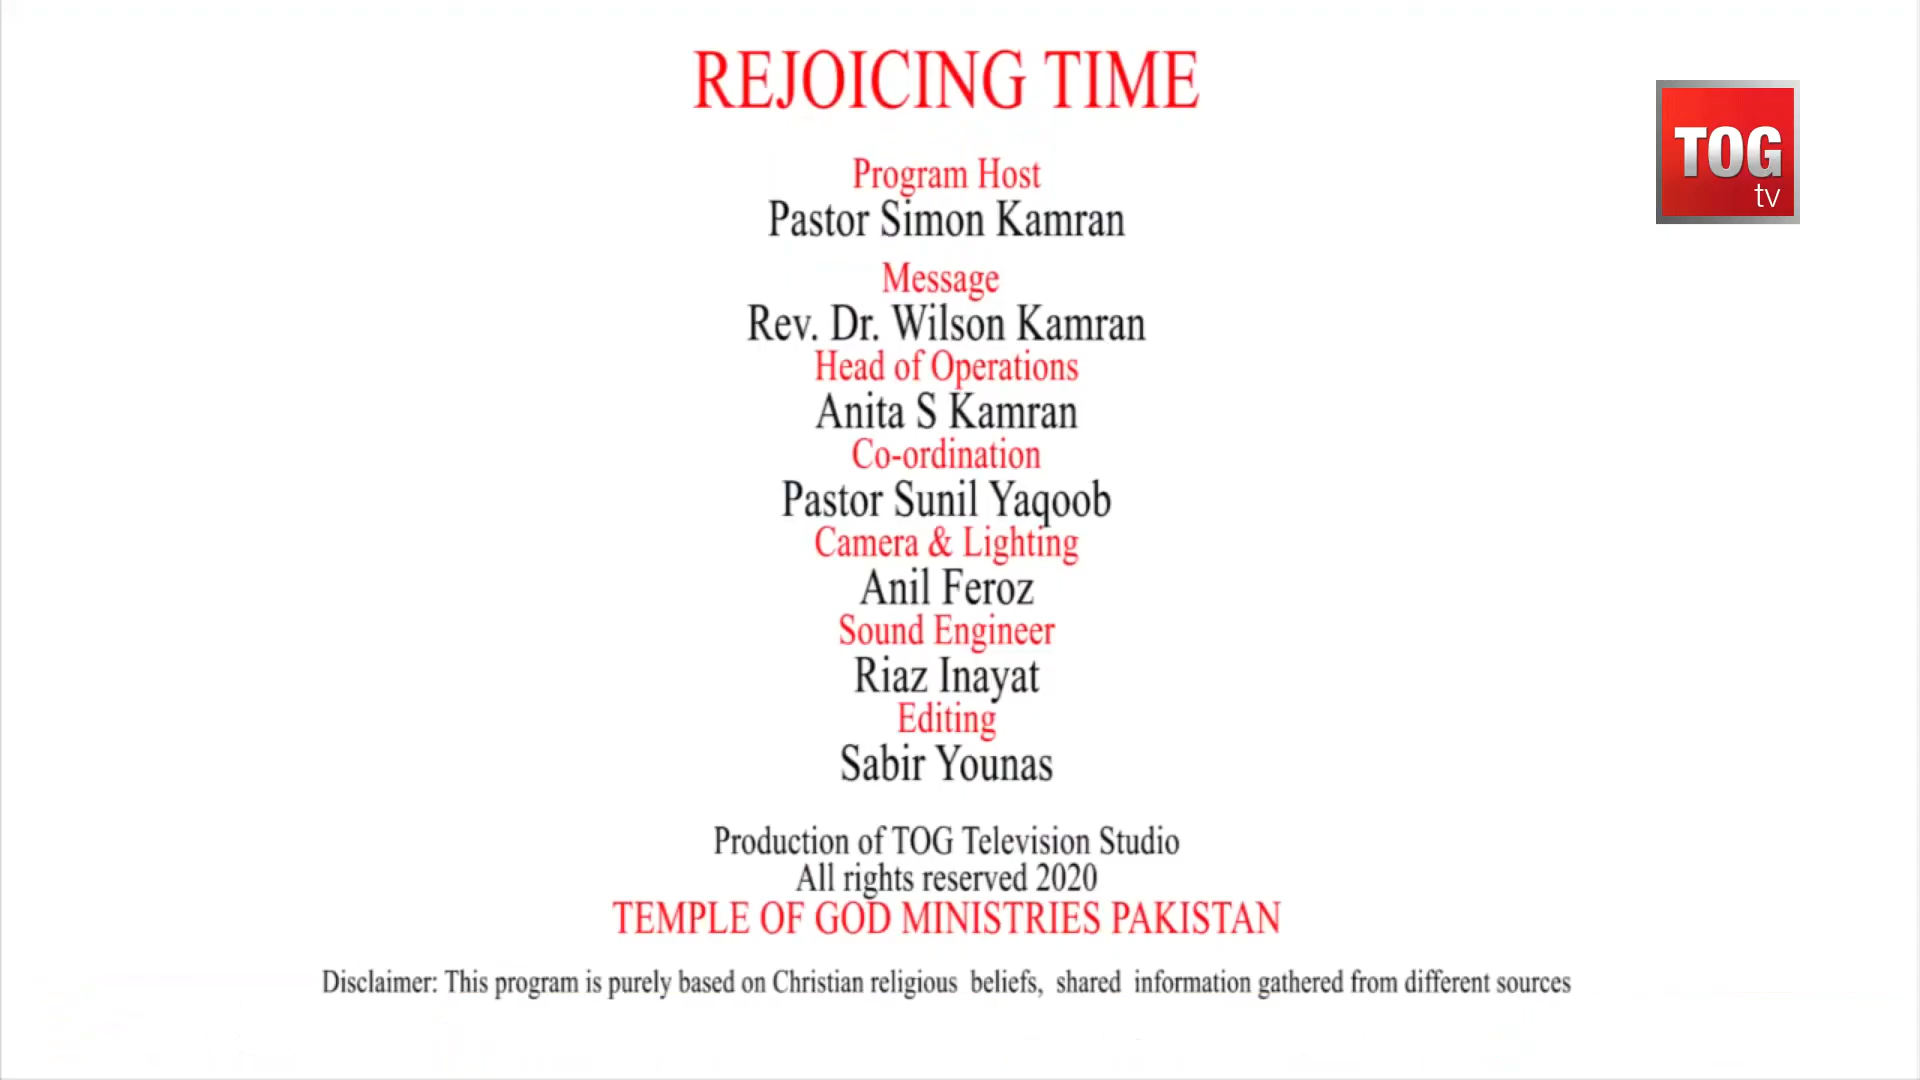 REJOICING TIME
TOG
tv
Program Host
Pastor Simon Kamran
Message
Rev. Dr. Wilson Kamran
Head of Operations
Anita S Kamran
Co-ordination
Pastor Sunil Yaqoob
Camera & Lighting
Anil Feroz
Sound Engineer
Riaz Inayat
Editing
Sabir Younas
Production of TOG Television Studio
All rights reserved 2020
TEMPLE OF GOD MINISTRIES PAKISTAN
Disclaimer: This program is purely based on Christian religious beliefs, shared information gathered from different sources